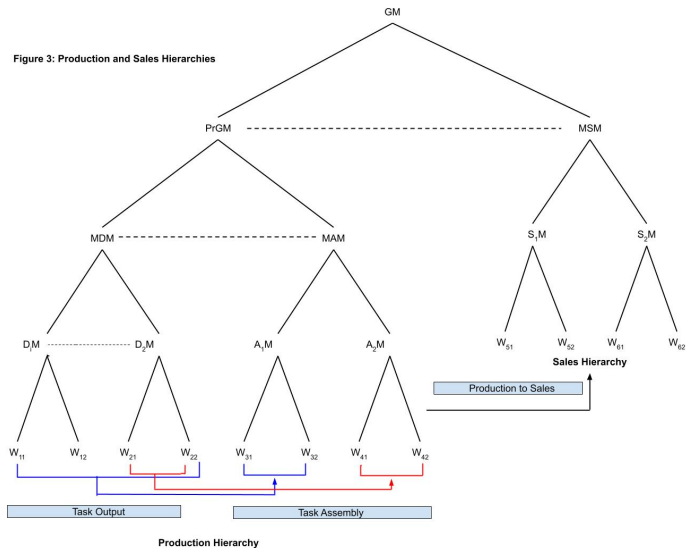 GM
Figure 3: Production and Sales Hierarchies
PrGM
MSM
MDM
MAM
S₁M
S₂M
DᵢM
D₂M
A₁M
A₂M
W₅₁
W₅₂
W₆₁
W₆₂
Sales Hierarchy
Production to Sales
W₁₁
W₁₂
W₂₁
W₂₂
W₃₁
W₃₂
W₄₁
W₄₂
Task Output
Task Assembly
Production Hierarchy